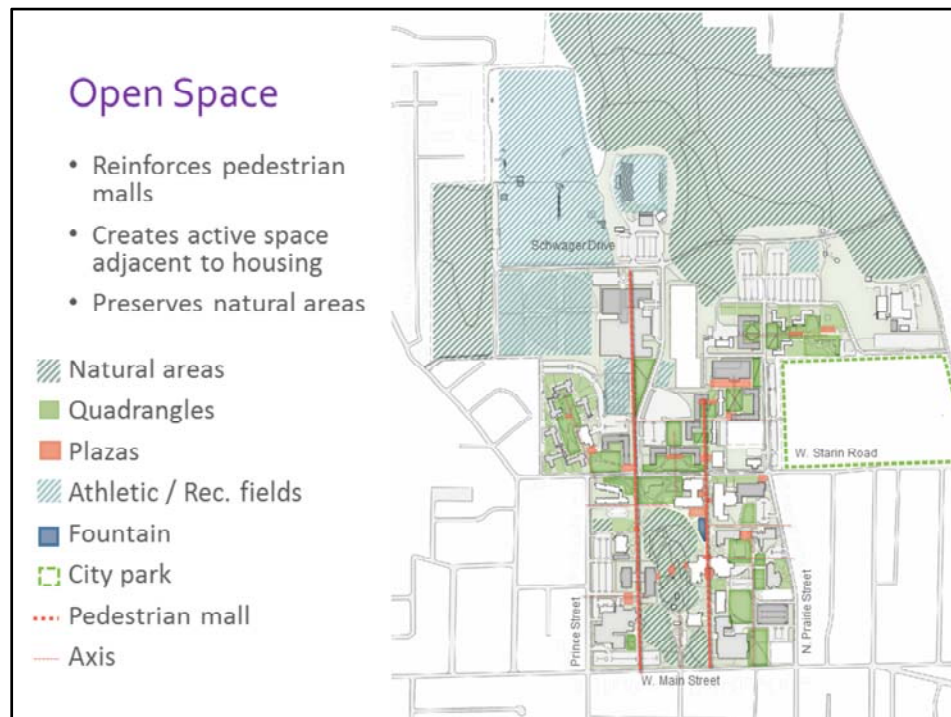 Open Space
• Reinforces pedestrian
malls
• Creates active space
adjacent to housing
• Preserves natural areas
Natural areas
Quadrangles
Plazas
Athletic / Rec. fields
Fountain
City park
Pedestrian mall
Axis
Schwager Drive
W. Starin Road
Prince Street
N. Prairie Street
W. Main Street